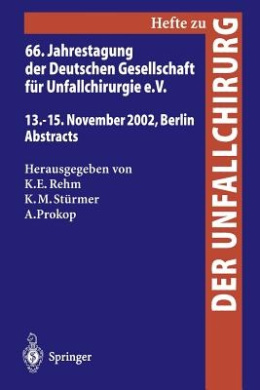 Hefte zu
DER UNFALLCHIRURG
66. Jahrestagung
der Deutschen Gesellschaft
für Unfallchirurgie e.V.
13.-15. November 2002, Berlin
Abstracts
Herausgegeben von
K.E. Rehm
K.M. Stürmer
A.Prokop
Springer